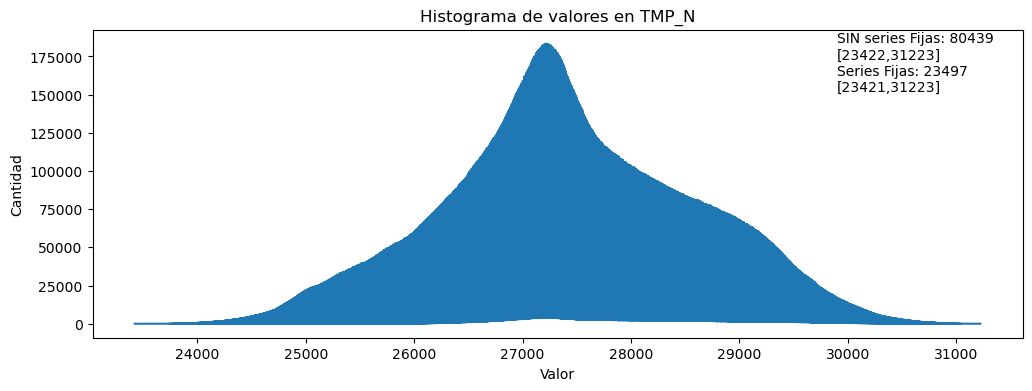 Histograma de valores en TMP_N
SIN series Fijas: 80439
[23422,31223]
Series Fijas: 23497
[23421,31223]
175000
150000
125000
100000
75000
50000
25000
0
Cantidad
24000 25000 26000 27000 28000 29000 30000 31000
Valor